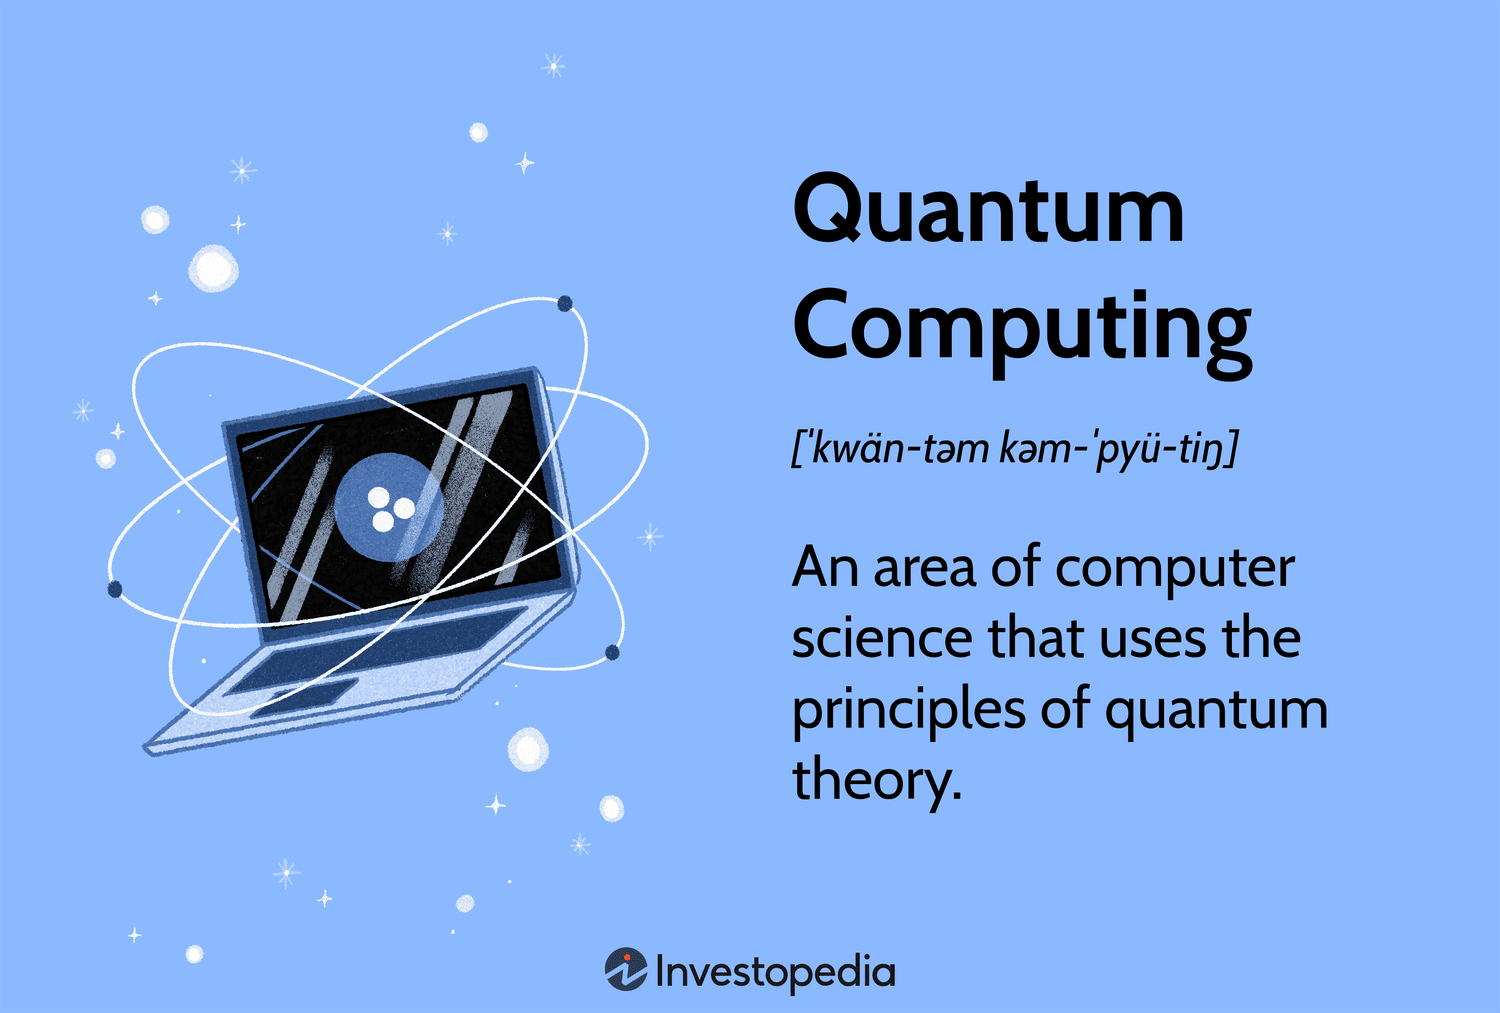 Quantum
Computing
[ˈkwän-təm kəm-ˈpyü-tiŋ]
An area of computer
science that uses the
principles of quantum
theory.
Investopedia